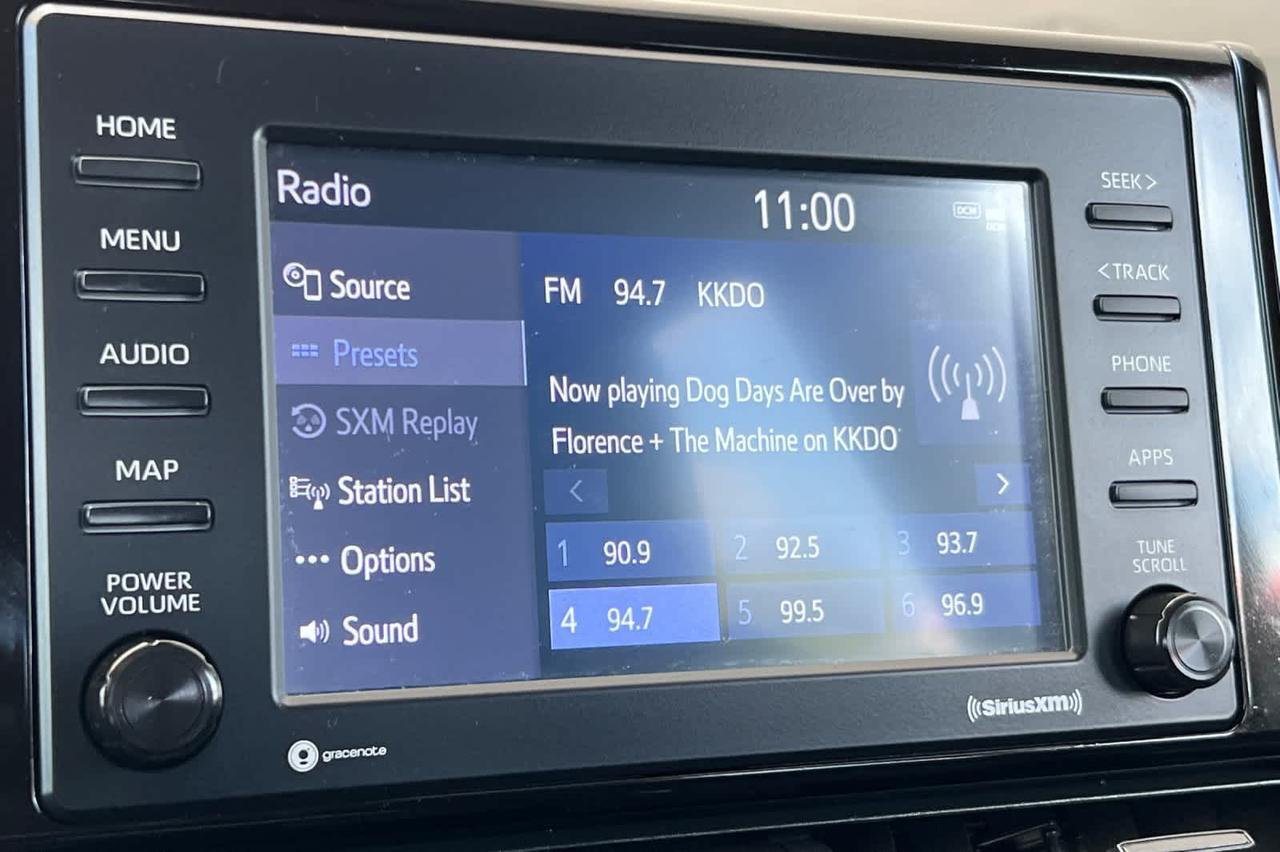 HOME
MENU
AUDIO
MAP
POWER
VOLUME
gracenote
Radio
11:00
DCM
Source
Presets
SXM Replay
Station List
Options
Sound
FM 94.7 KKDO
Now playing Dog Days Are Over by
Florence + The Machine on KKDO
< >
1 90.9 2 92.5 3 93.7
4 94.7 5 99.5 6 96.9
SEEK >
< TRACK
PHONE
APPS
TUNE
SCROLL
((SiriusXM))